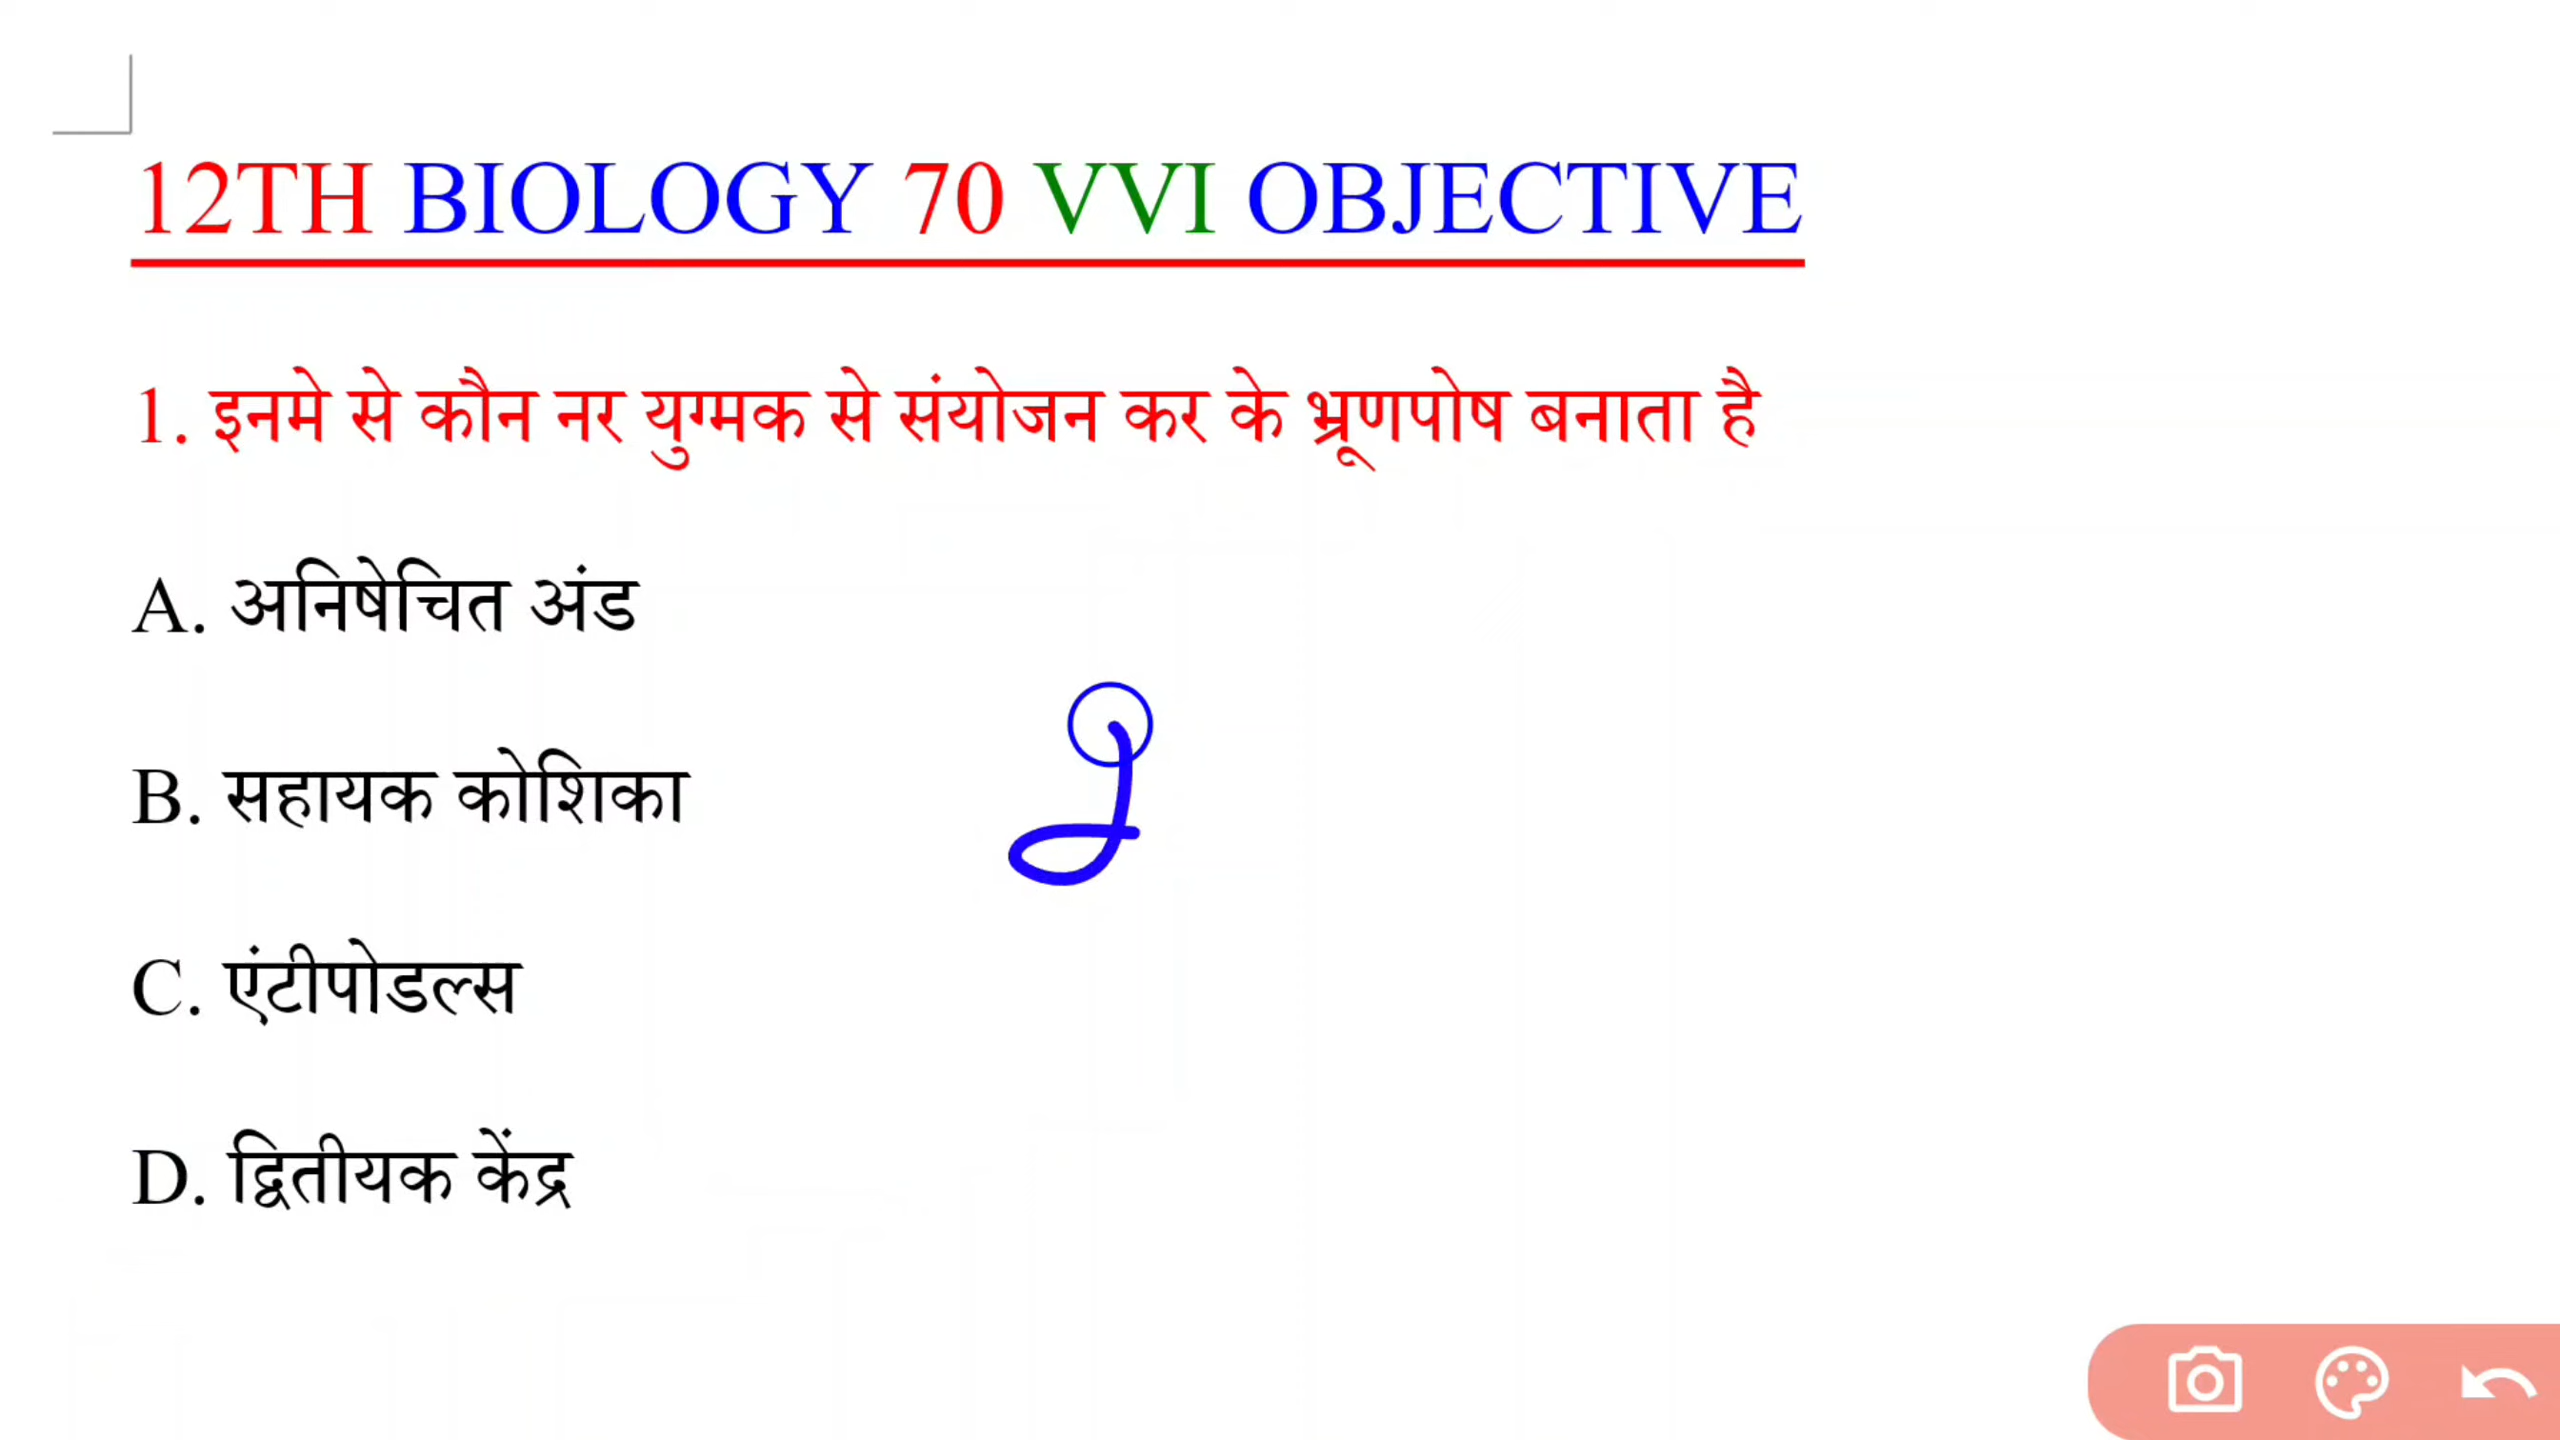 12TH BIOLOGY 70 VVI OBJECTIVE
1. इनमे से कौन नर युग्मक से संयोजन कर के भ्रूणपोष बनाता है
A. अनिषेचित अंड
B. सहायक कोशिका
C. एंटीपोडल्स
D. द्वितीयक केंद्र